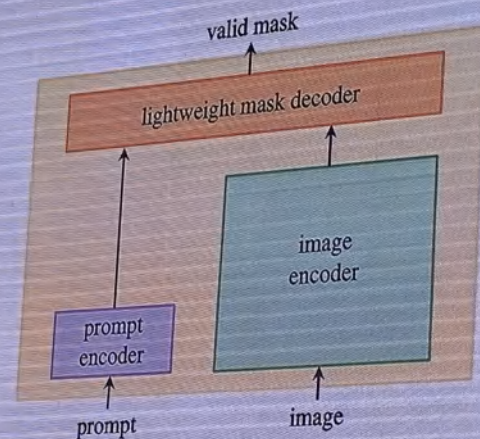 valid mask
lightweight mask decoder
image
encoder
prompt
encoder
prompt
image